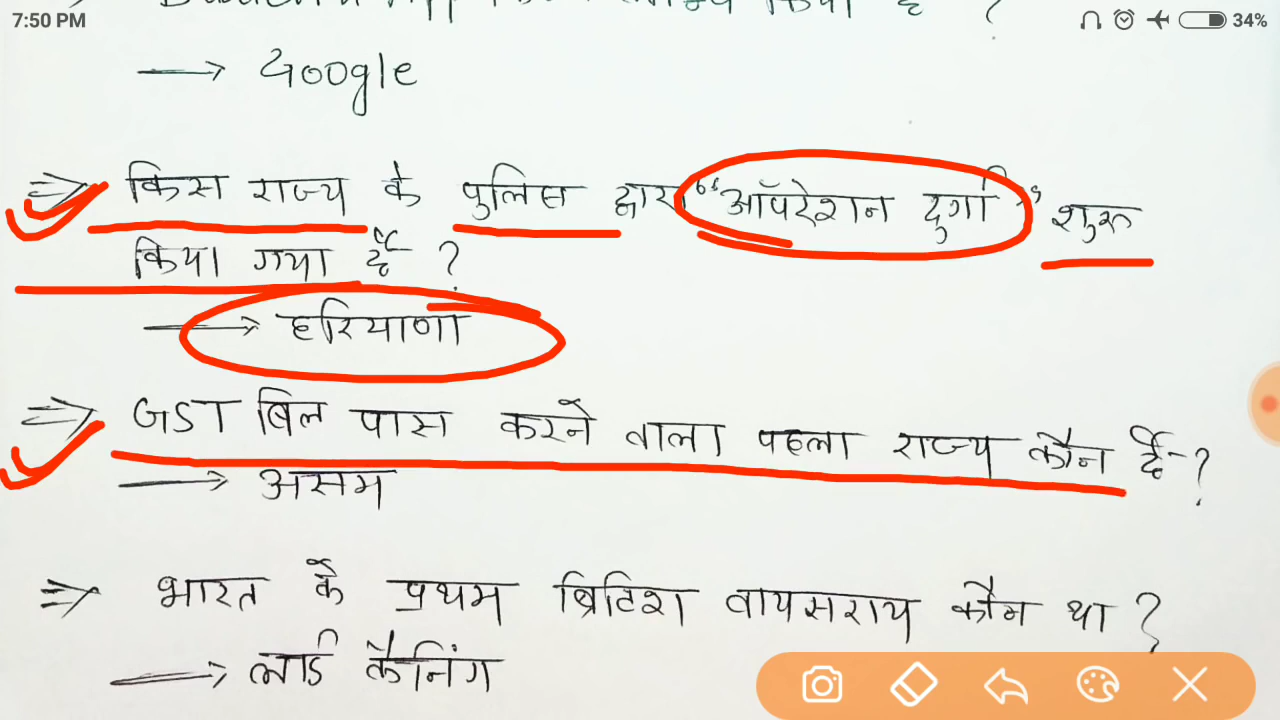 7:50 PM 34%
→ Google
⇒ किस राज्य के पुलिस द्वारा "ऑपरेशन दुर्गा" शुरू
किया गया है ?
→ हरियाणा
⇒ GST बिल पास करने वाला पहला राज्य कौन है - ?
→ असम
⇒ भारत के प्रथम ब्रिटिश वायसराय कौन था ?
→ लार्ड कैनिंग